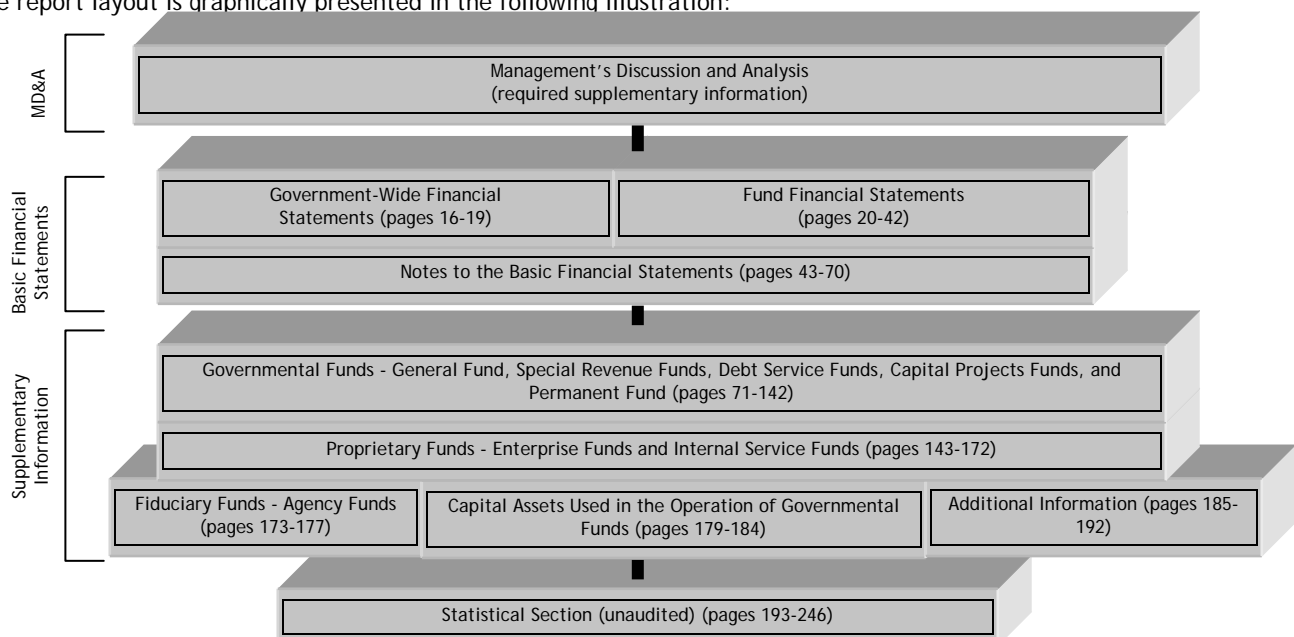 e report layout is graphically presented in the following illustration:
MD&A
Management's Discussion and Analysis
(required supplementary information)
Basic Financial
Statements
Government-Wide Financial
Statements (pages 16-19)
Fund Financial Statements
(pages 20-42)
Notes to the Basic Financial Statements (pages 43-70)
Supplementary
Information
Governmental Funds - General Fund, Special Revenue Funds, Debt Service Funds, Capital Projects Funds, and
Permanent Fund (pages 71-142)
Proprietary Funds - Enterprise Funds and Internal Service Funds (pages 143-172)
Fiduciary Funds - Agency Funds
(pages 173-177)
Capital Assets Used in the Operation of Governmental
Funds (pages 179-184)
Additional Information (pages 185-
192)
Statistical Section (unaudited) (pages 193-246)